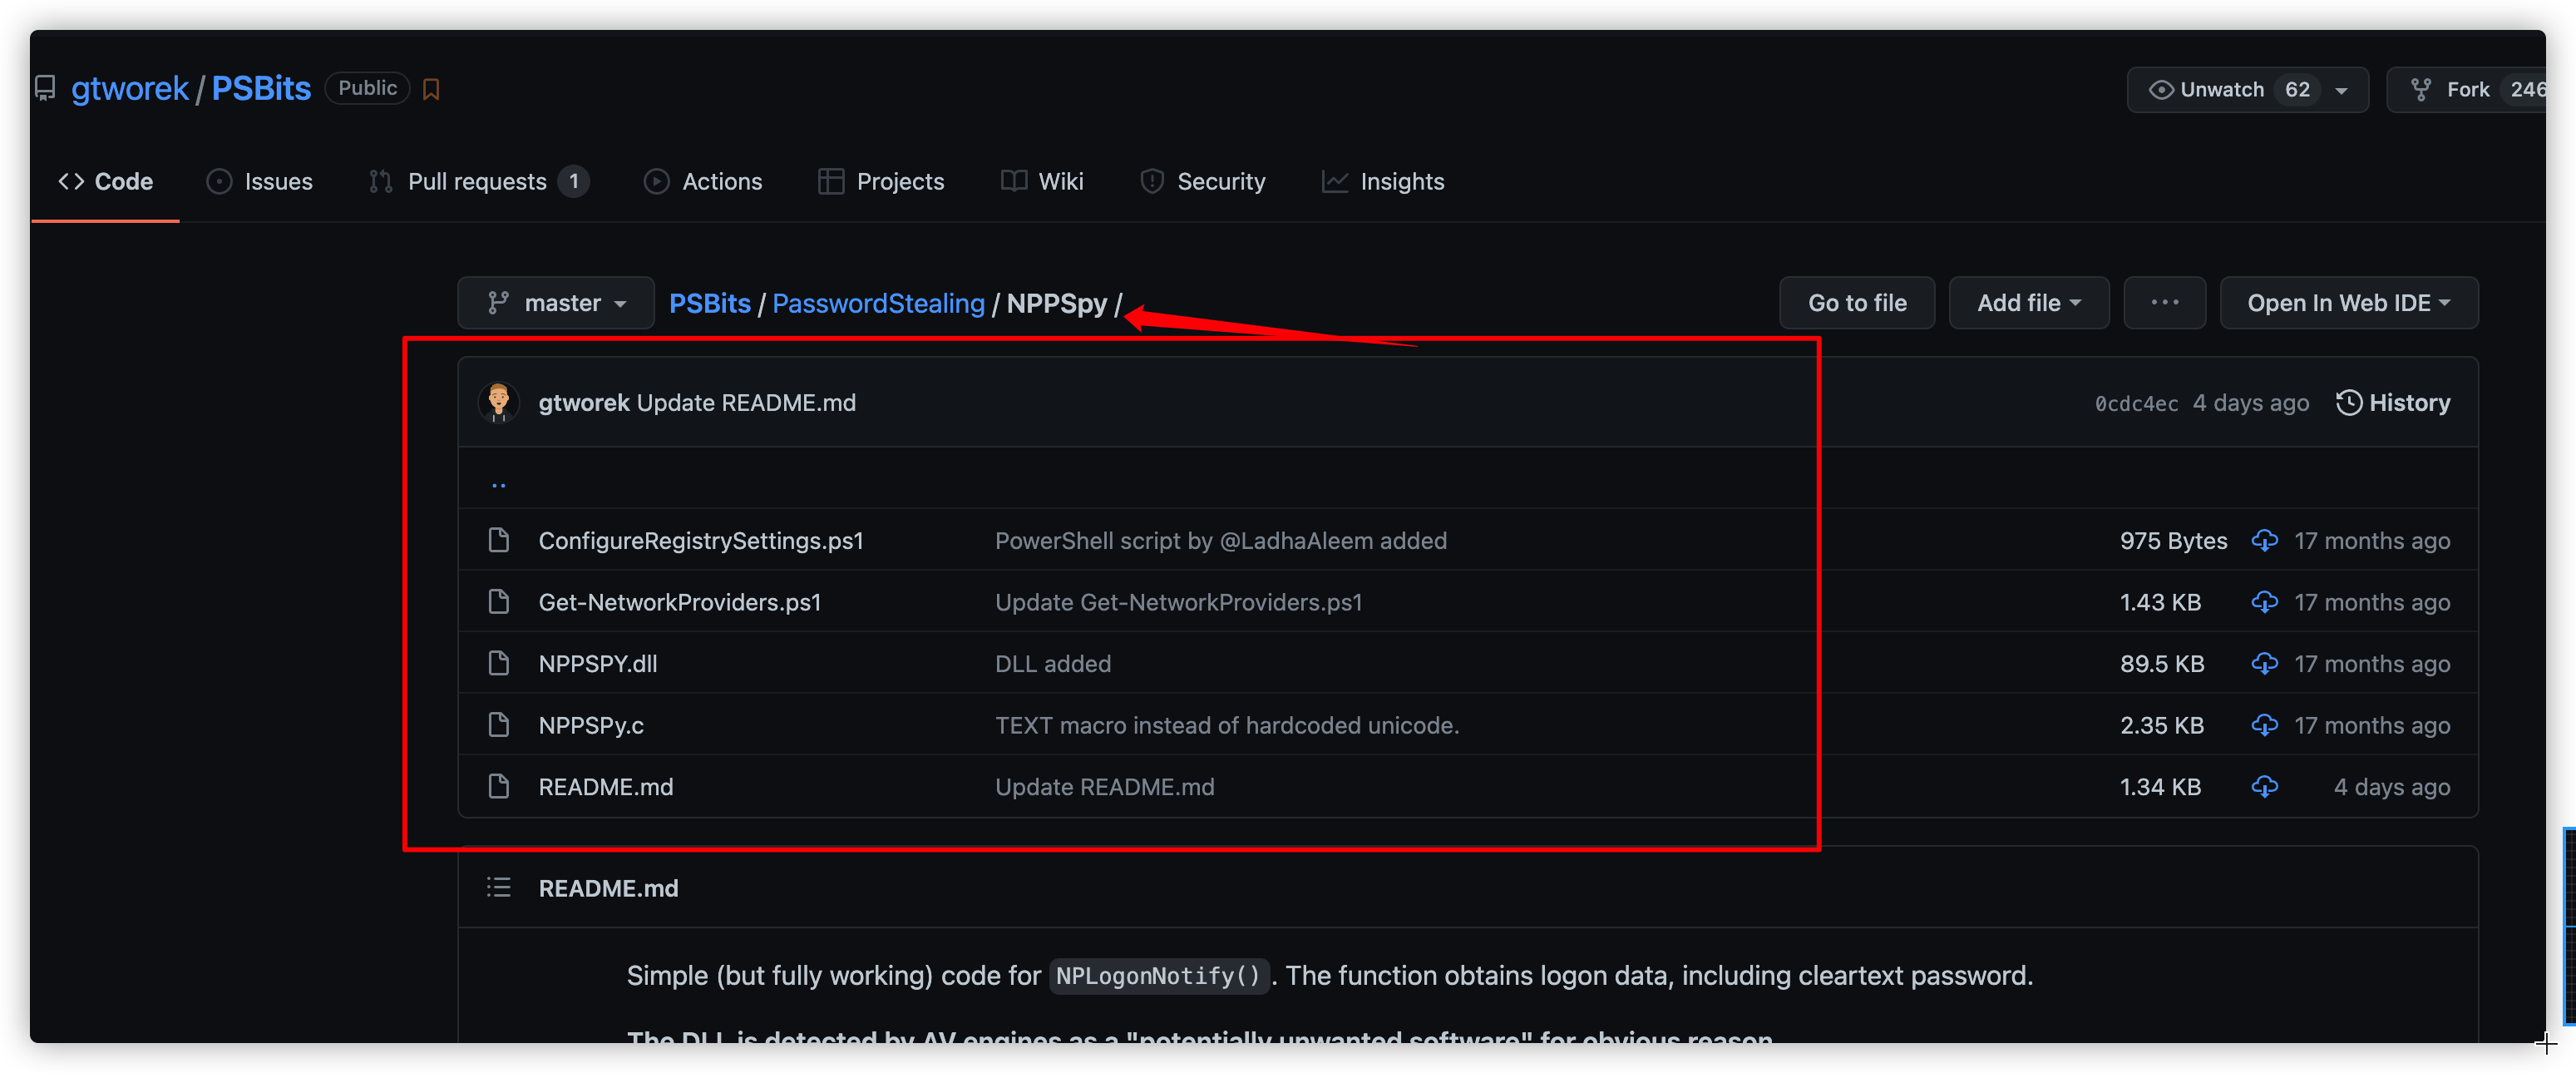 gtworek / PSBits Public Unwatch 62 Fork 246
Code Issues Pull requests 1 Actions Projects Wiki Security Insights
master PSBits / PasswordStealing / NPPSpy / Go to file Add file ··· Open In Web IDE
gtworek Update README.md 0cdc4ec 4 days ago History
..
ConfigureRegistrySettings.ps1 PowerShell script by @LadhaAleem added 975 Bytes 17 months ago
Get-NetworkProviders.ps1 Update Get-NetworkProviders.ps1 1.43 KB 17 months ago
NPPSPY.dll DLL added 89.5 KB 17 months ago
NPPSPy.c TEXT macro instead of hardcoded unicode. 2.35 KB 17 months ago
README.md Update README.md 1.34 KB 4 days ago
README.md
Simple (but fully working) code for NPLogonNotify(). The function obtains logon data, including cleartext password.
The DLL is detected by AV engines as a "potentially unwanted software" for obvious reason